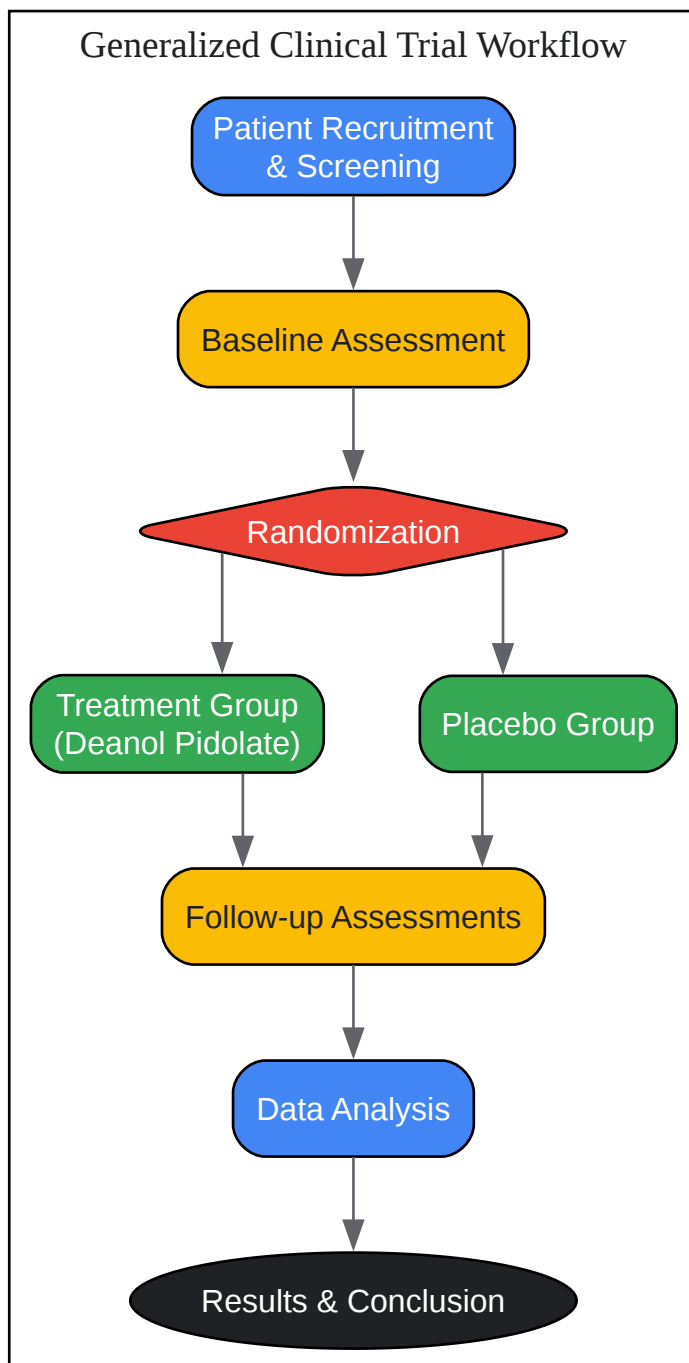 Generalized Clinical Trial Workflow
Patient Recruitment
& Screening
Baseline Assessment
Randomization
Treatment Group
(Deanol Pidolate)
Placebo Group
Follow-up Assessments
Data Analysis
Results & Conclusion